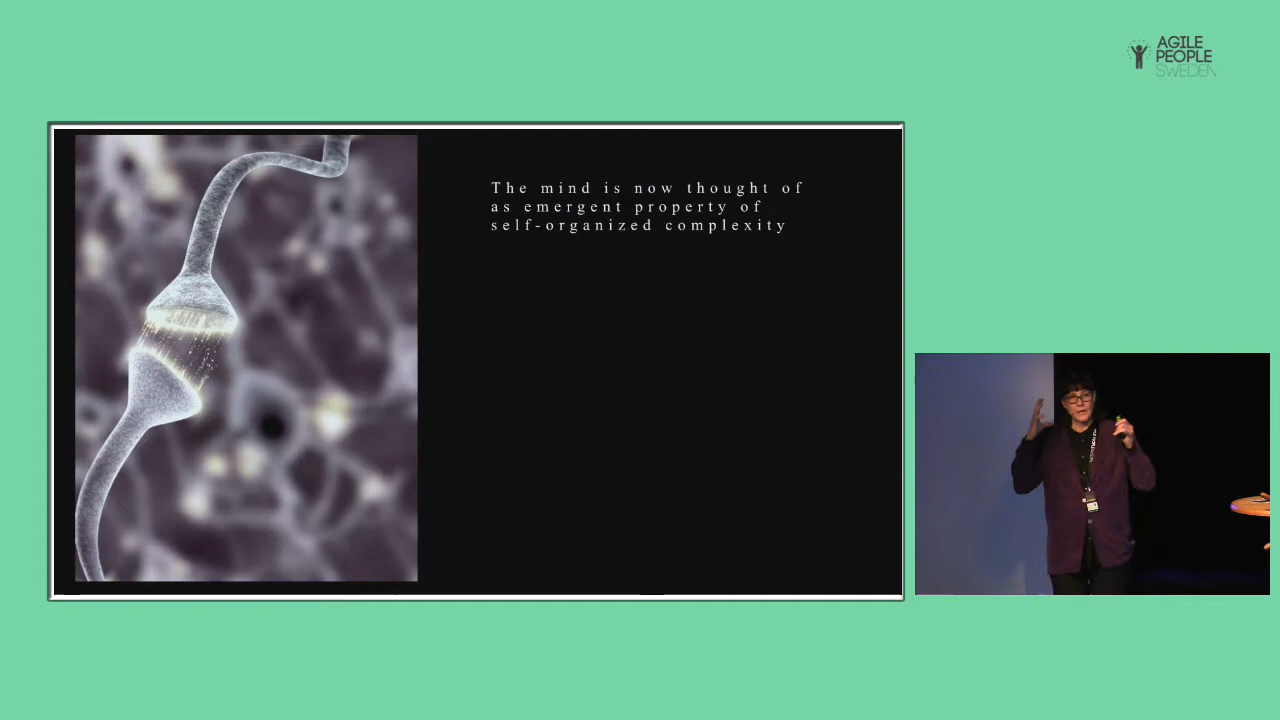 AGILE
PEOPLE
SWEDEN
The mind is now thought of
as emergent property of
self-organized complexity